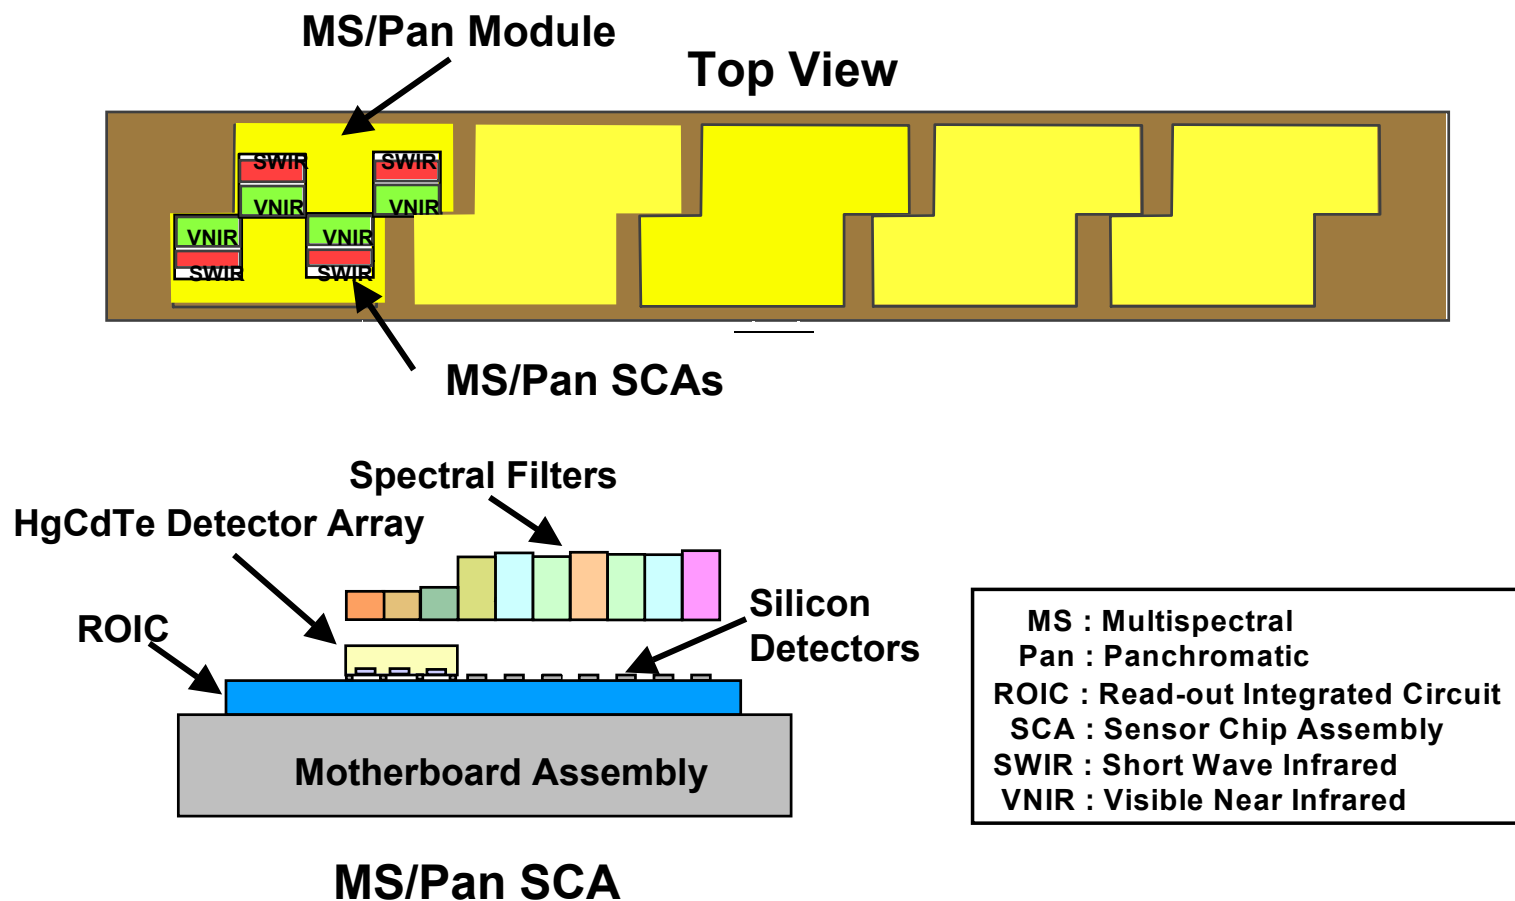 MS/Pan Module
Top View
SWIR
SWIR
VNIR
VNIR
VNIR
VNIR
SWIR
SWIR
MS/Pan SCAs
Spectral Filters
HgCdTe Detector Array
ROIC
Silicon
Detectors
Motherboard Assembly
MS/Pan SCA
MS : Multispectral
Pan : Panchromatic
ROIC : Read-out Integrated Circuit
SCA : Sensor Chip Assembly
SWIR : Short Wave Infrared
VNIR : Visible Near Infrared